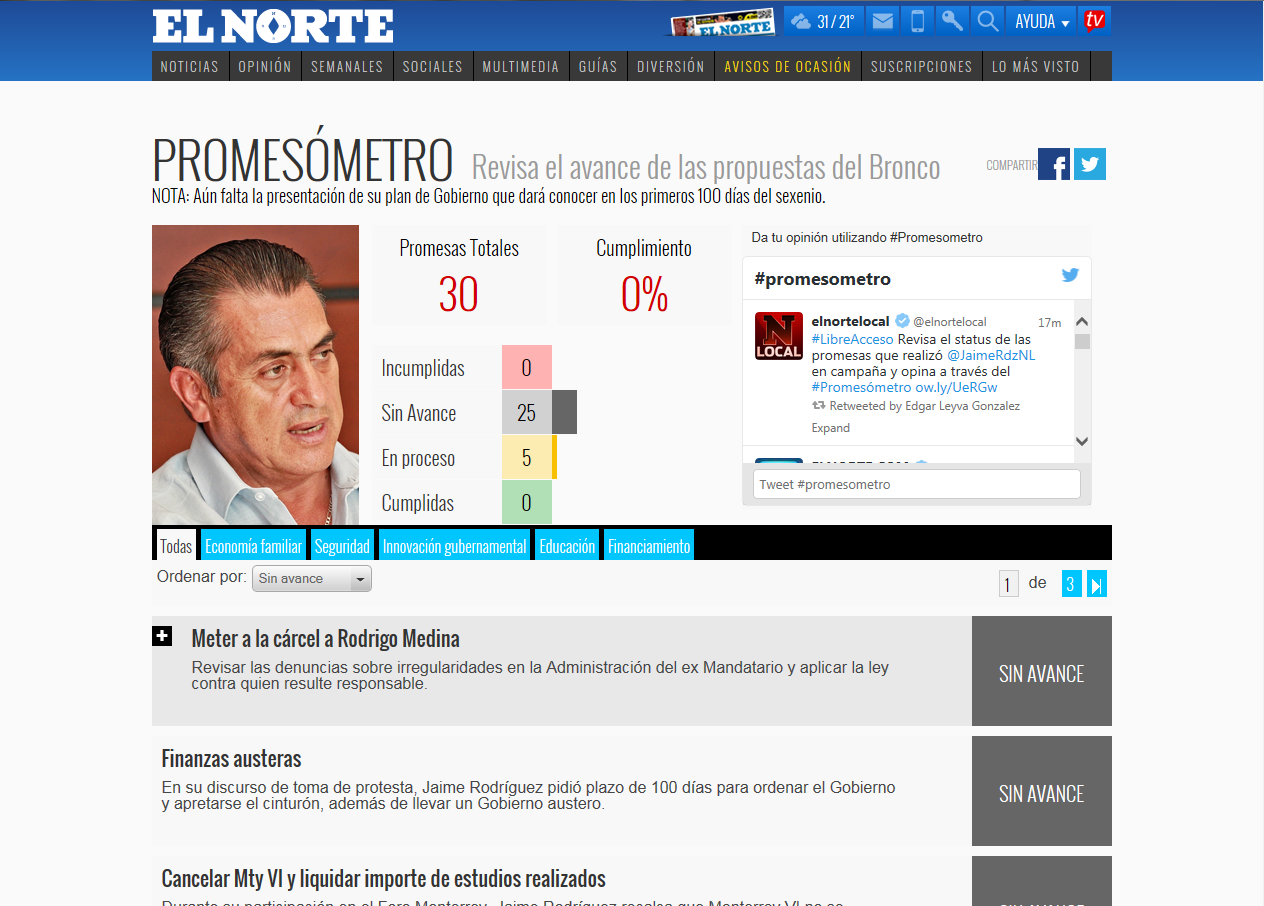 EL NORTE
EL NORTE
31 / 21°
AYUDA
tv
NOTICIAS
OPINIÓN
SEMANALES
SOCIALES
MULTIMEDIA
GUÍAS
DIVERSIÓN
AVISOS DE OCASIÓN
SUSCRIPCIONES
LO MÁS VISTO
PROMESÓMETRO Revisa el avance de las propuestas del Bronco
COMPARTIR
NOTA: Aún falta la presentación de su plan de Gobierno que dará conocer en los primeros 100 días del sexenio.
Promesas Totales
30
Cumplimiento
0%
Incumplidas 0
Sin Avance 25
En proceso 5
Cumplidas 0
Da tu opinión utilizando #Promesometro
#promesometro
N LOCAL
elnortelocal @elnortelocal 17m
#LibreAcceso Revisa el status de las
promesas que realizó @JaimeRdzNL
en campaña y opina a través del
#Promesómetro ow.ly/UeRGw
Retweeted by Edgar Leyva Gonzalez
Expand
Tweet #promesometro
Todas
Economía familiar
Seguridad
Innovación gubernamental
Educación
Financiamiento
Ordenar por: Sin avance
1 de 3
Meter a la cárcel a Rodrigo Medina
Revisar las denuncias sobre irregularidades en la Administración del ex Mandatario y aplicar la ley
contra quien resulte responsable.
SIN AVANCE
Finanzas austeras
En su discurso de toma de protesta, Jaime Rodríguez pidió plazo de 100 días para ordenar el Gobierno
y apretarse el cinturón, además de llevar un Gobierno austero.
SIN AVANCE
Cancelar Mty VI y liquidar importe de estudios realizados